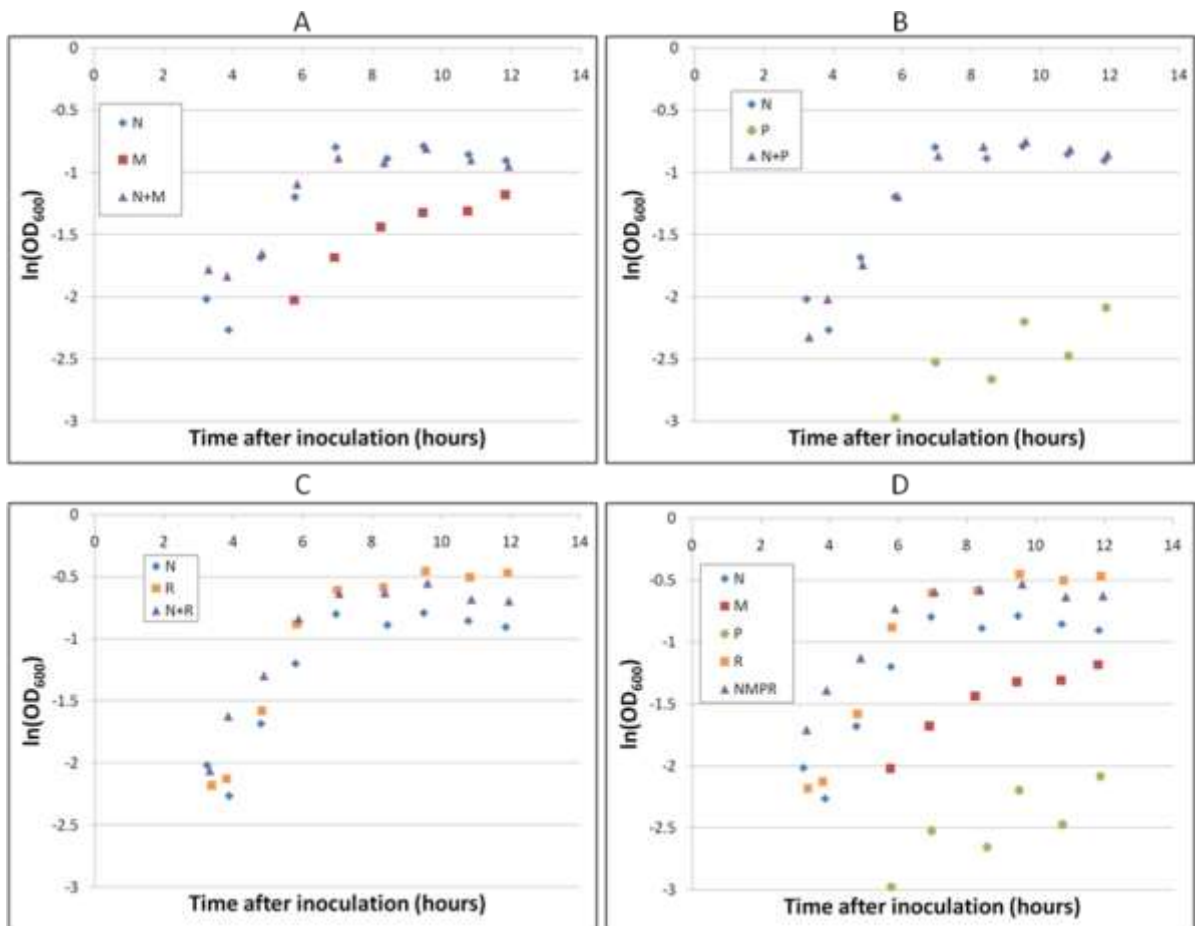 A
0
0 2 4 6 8 10 12 14
-0.5
-1
-1.5
-2
-2.5
-3
N
M
N+M
ln(OD600)
Time after inoculation (hours)
B
0
0 2 4 6 8 10 12 14
-0.5
-1
-1.5
-2
-2.5
-3
N
P
N+P
ln(OD600)
Time after inoculation (hours)
C
0
0 2 4 6 8 10 12 14
-0.5
-1
-1.5
-2
-2.5
-3
N
R
N+R
ln(OD600)
Time after inoculation (hours)
D
0
0 2 4 6 8 10 12 14
-0.5
-1
-1.5
-2
-2.5
-3
N
M
P
R
NMPR
ln(OD600)
Time after inoculation (hours)